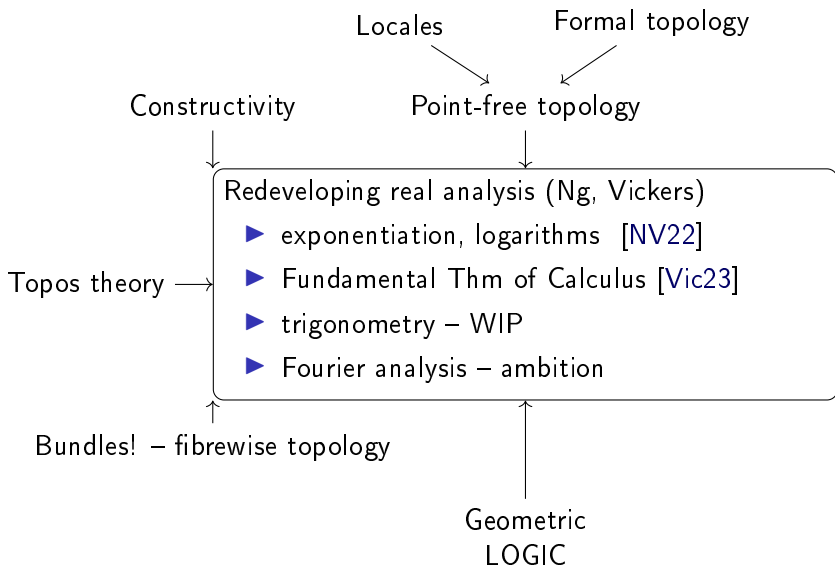 Locales
Formal topology
Constructivity
Point-free topology
Redeveloping real analysis (Ng, Vickers)
▶ exponentiation, logarithms [NV22]
Topos theory
▶ Fundamental Thm of Calculus [Vic23]
▶ trigonometry – WIP
▶ Fourier analysis – ambition
Bundles! – fibrewise topology
Geometric
LOGIC